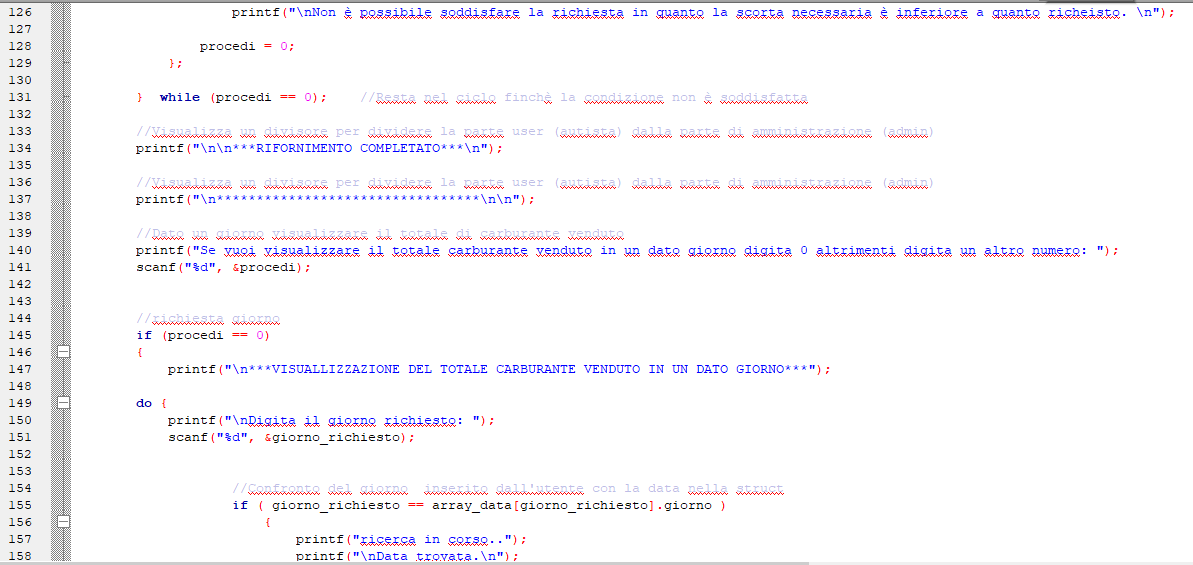 126 printf("\nNon è possibile soddisfare la richiesta in quanto la scorta necessaria è inferiore a quanto richeisto. \n");
127
128 procedi = 0;
129 };
130
131 } while (procedi == 0); //Resta nel ciclo finchè la condizione non è soddisfatta
132
133 //Visualizza un divisore per dividere la parte user (autista) dalla parte di amministrazione (admin)
134 printf("\n\n***RIFORNIMENTO COMPLETATO***\n");
135
136 //Visualizza un divisore per dividere la parte user (autista) dalla parte di amministrazione (admin)
137 printf("\n*********************************\n\n");
138
139 //Dato un giorno visualizzare il totale di carburante venduto
140 printf("Se vuoi visualizzare il totale carburante venduto in un dato giorno digita 0 altrimenti digita un altro numero: ");
141 scanf("%d", &procedi);
142
143
144 //richiesta giorno
145 if (procedi == 0)
146 {
147 printf("\n***VISUALLIZZAZIONE DEL TOTALE CARBURANTE VENDUTO IN UN DATO GIORNO***");
148
149 do {
150 printf("\nDigita il giorno richiesto: ");
151 scanf("%d", &giorno_richiesto);
152
153
154 //Confronto del giorno  inserito dall'utente con la data nella struct
155 if ( giorno_richiesto == array_data[giorno_richiesto].giorno )
156 {
157 printf("ricerca in corso..");
158 printf("\nData trovata.\n");